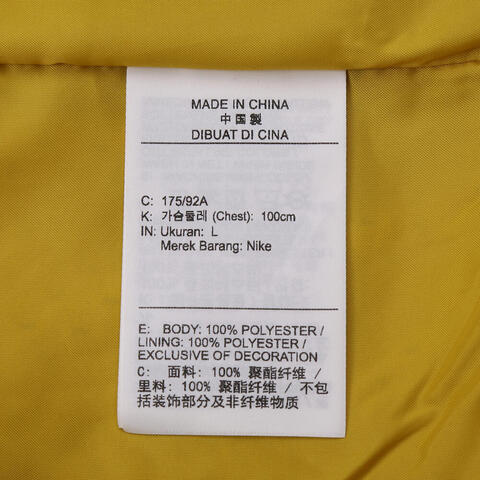 MADE IN CHINA
中国製
DIBUAT DI CINA
C: 175/92A
K: 가슴둘레 (Chest): 100cm
IN: Ukuran: L
Merek Barang: Nike
E: BODY: 100% POLYESTER /
LINING: 100% POLYESTER /
EXCLUSIVE OF DECORATION
C: 面料: 100% 聚酯纤维 /
里料: 100% 聚酯纤维 / 不包
括装饰部分及非纤维物质